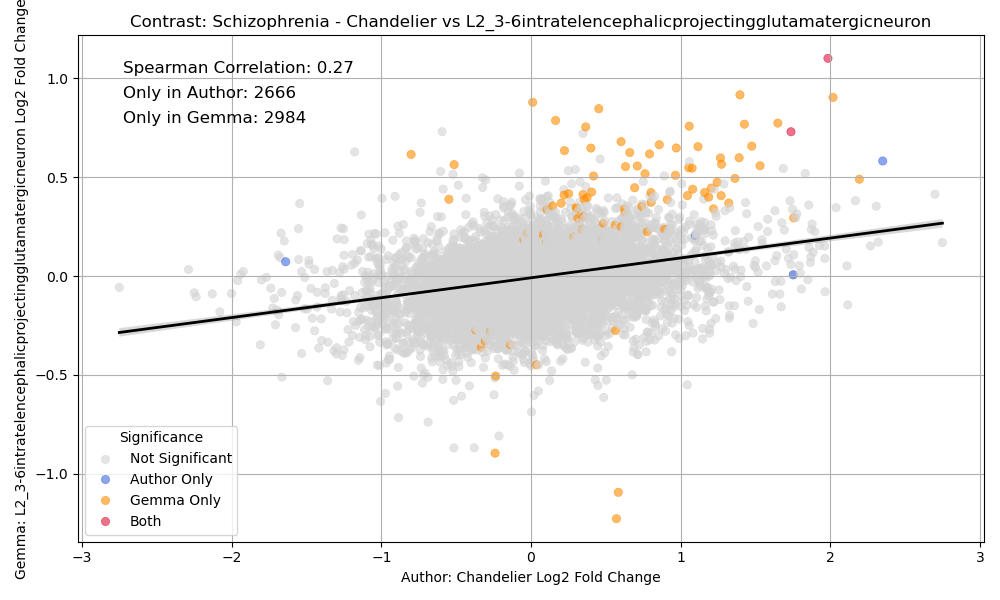 Contrast: Schizophrenia - Chandelier vs L2_3-6intratelencephalicprojectingglutamatergicneuron
Gemma: L2_3-6intratelencephalicprojectingglutamatergicneuron Log2 Fold Change
Spearman Correlation: 0.27
Only in Author: 2666
Only in Gemma: 2984
1.0
0.5
0.0
−0.5
−1.0
Significance
Not Significant
Author Only
Gemma Only
Both
−3
−2
−1
0
1
2
3
Author: Chandelier Log2 Fold Change